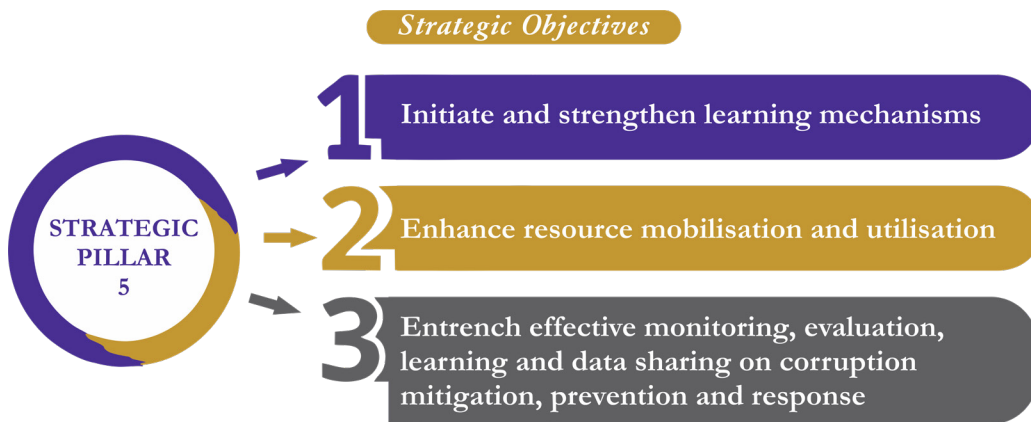 Strategic Objectives
STRATEGIC
PILLAR
5
1
Initiate and strengthen learning mechanisms
2
Enhance resource mobilisation and utilisation
3
Entrench effective monitoring, evaluation,
learning and data sharing on corruption
mitigation, prevention and response